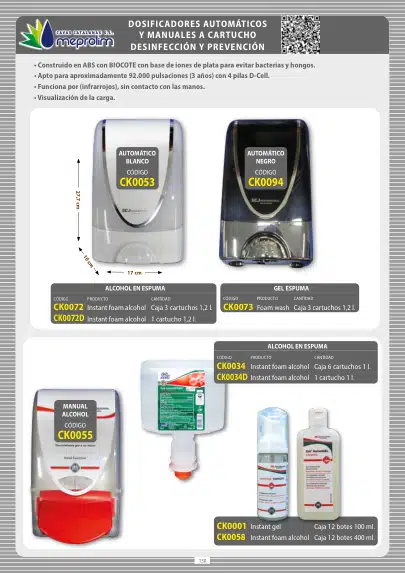 CAYAO CATALANAS S.L.
meprolim
DOSIFICADORES AUTOMÁTICOS
Y MANUALES A CARTUCHO
DESINFECCIÓN Y PREVENCIÓN
• Construido en ABS con BIOCOTE con base de iones de plata para evitar bacterias y hongos.
• Apto para aproximadamente 92.000 pulsaciones (3 años) con 4 pilas D-Cell.
• Funciona por (infrarrojos), sin contacto con las manos.
• Visualización de la carga.
AUTOMÁTICO
BLANCO
CÓDIGO
CK0053
AUTOMÁTICO
NEGRO
CÓDIGO
CK0094
27,7 cm
10 cm
17 cm
ALCOHOL EN ESPUMA
CÓDIGO PRODUCTO CANTIDAD
CK0072 Instant foam alcohol Caja 3 cartuchos 1,2 l.
CK0072D Instant foam alcohol 1 cartucho 1,2 l.
GEL ESPUMA
CÓDIGO PRODUCTO CANTIDAD
CK0073 Foam wash Caja 3 cartuchos 1,2 l.
ALCOHOL EN ESPUMA
CÓDIGO PRODUCTO CANTIDAD
CK0034 Instant foam alcohol Caja 6 cartuchos 1 l.
CK0034D Instant foam alcohol 1 cartucho 1 l.
MANUAL
ALCOHOL
CÓDIGO
CK0055
CK0001 Instant gel Caja 12 botes 100 ml.
CK0058 Instant foam alcohol Caja 12 botes 400 ml.
138